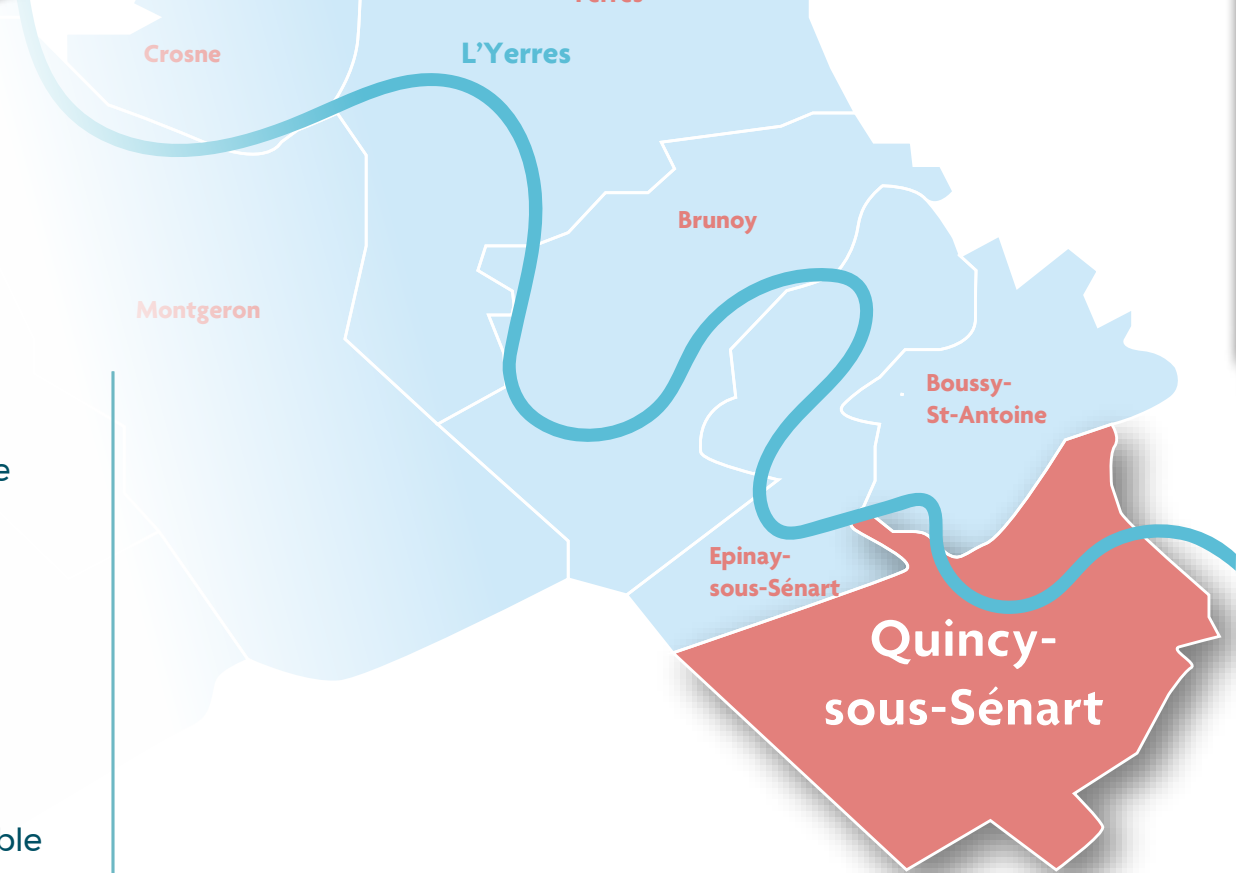 Crosne
L'Yerres
Brunoy
Montgeron
Boussy-
St-Antoine
Epinay-
sous-Sénart
Quincy-
sous-Sénart